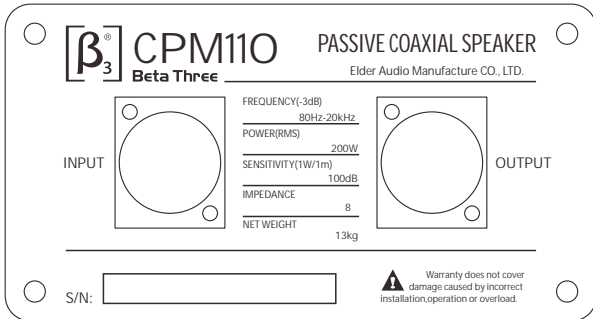 [β3]® CPM110
Beta Three
PASSIVE COAXIAL SPEAKER
Elder Audio Manufacture CO., LTD.
INPUT
FREQUENCY(-3dB)
80Hz-20kHz
POWER(RMS)
200W
SENSITIVITY(1W/1m)
100dB
IMPEDANCE
8
NET WEIGHT
13kg
OUTPUT
S/N:
Warranty does not cover
damage caused by incorrect
installation,operation or overload.